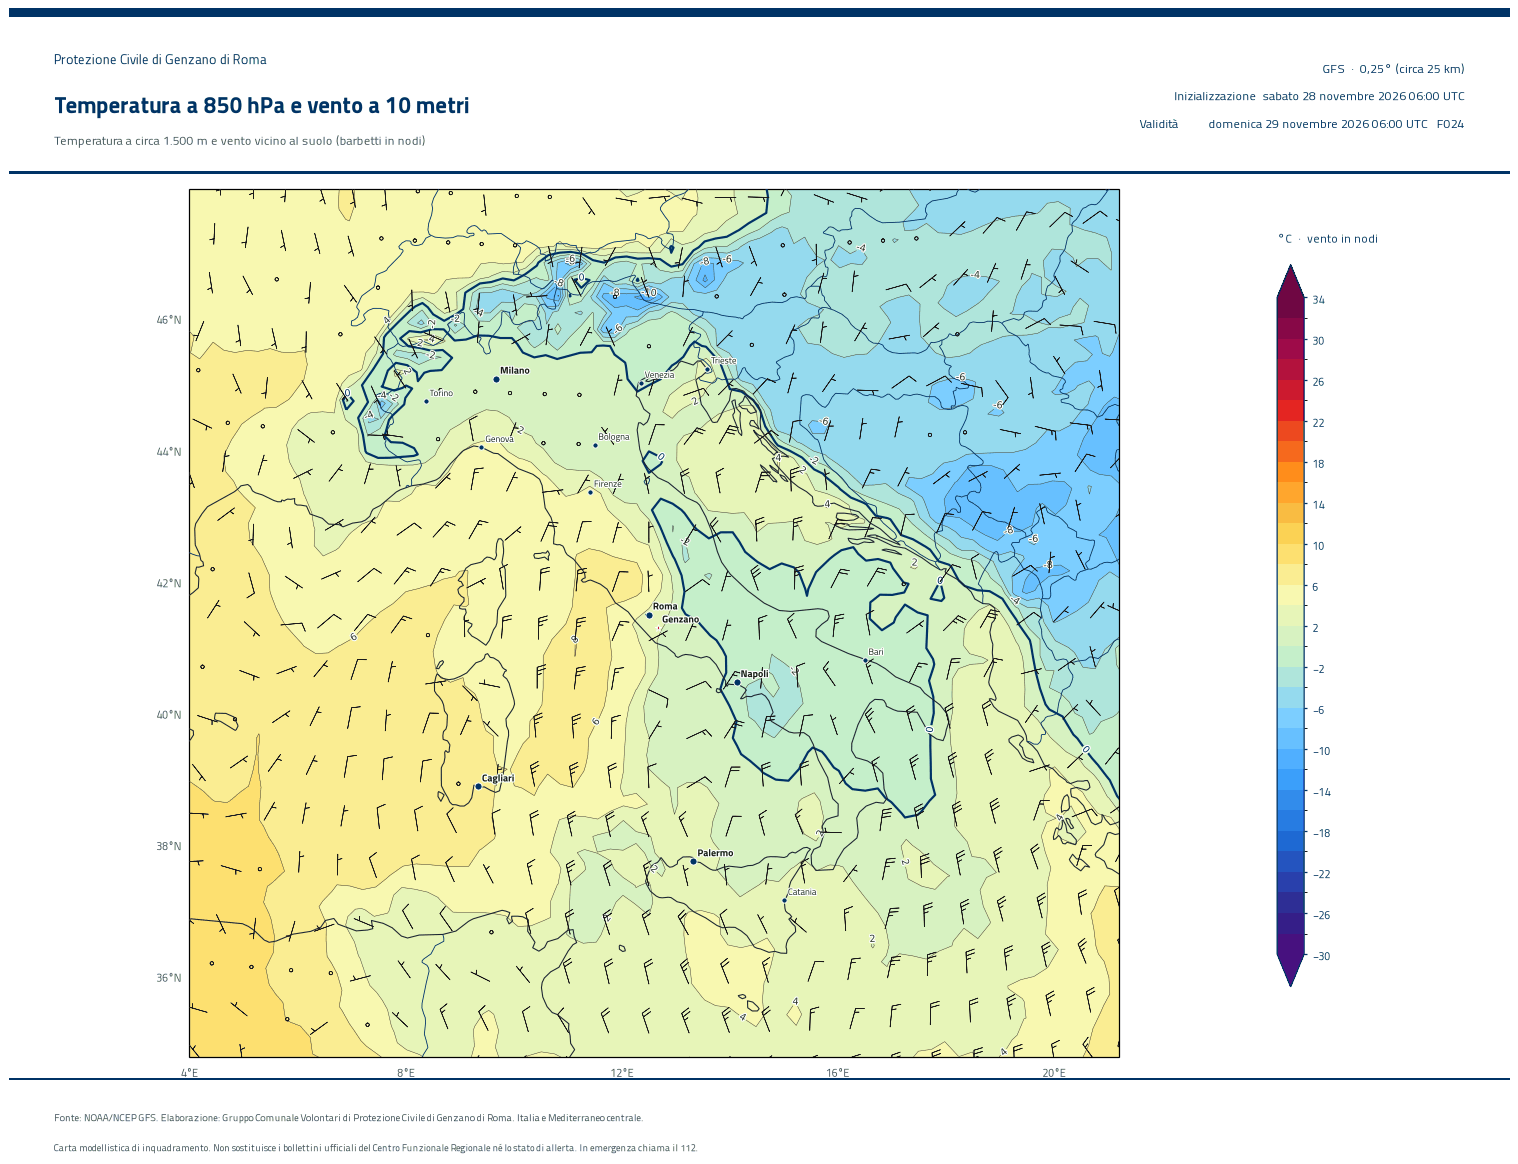 Protezione Civile di Genzano di Roma
Temperatura a 850 hPa e vento a 10 metri
Temperatura a circa 1.500 m e vento vicino al suolo (barbetti in nodi)
GFS · 0,25° (circa 25 km)
Inizializzazione sabato 28 novembre 2026 06:00 UTC
Validità domenica 29 novembre 2026 06:00 UTC F024
°C · vento in nodi
34
30
26
22
18
14
10
6
2
−2
−6
−10
−14
−18
−22
−26
−30
46°N
44°N
42°N
40°N
38°N
36°N
4°E
8°E
12°E
16°E
20°E
Milano
Torino
Venezia
Trieste
Genova
Bologna
Firenze
Roma
Genzano
Napoli
Bari
Cagliari
Palermo
Catania
Fonte: NOAA/NCEP GFS. Elaborazione: Gruppo Comunale Volontari di Protezione Civile di Genzano di Roma. Italia e Mediterraneo centrale.
Carta modellistica di inquadramento. Non sostituisce i bollettini ufficiali del Centro Funzionale Regionale né lo stato di allerta. In emergenza chiama il 112.